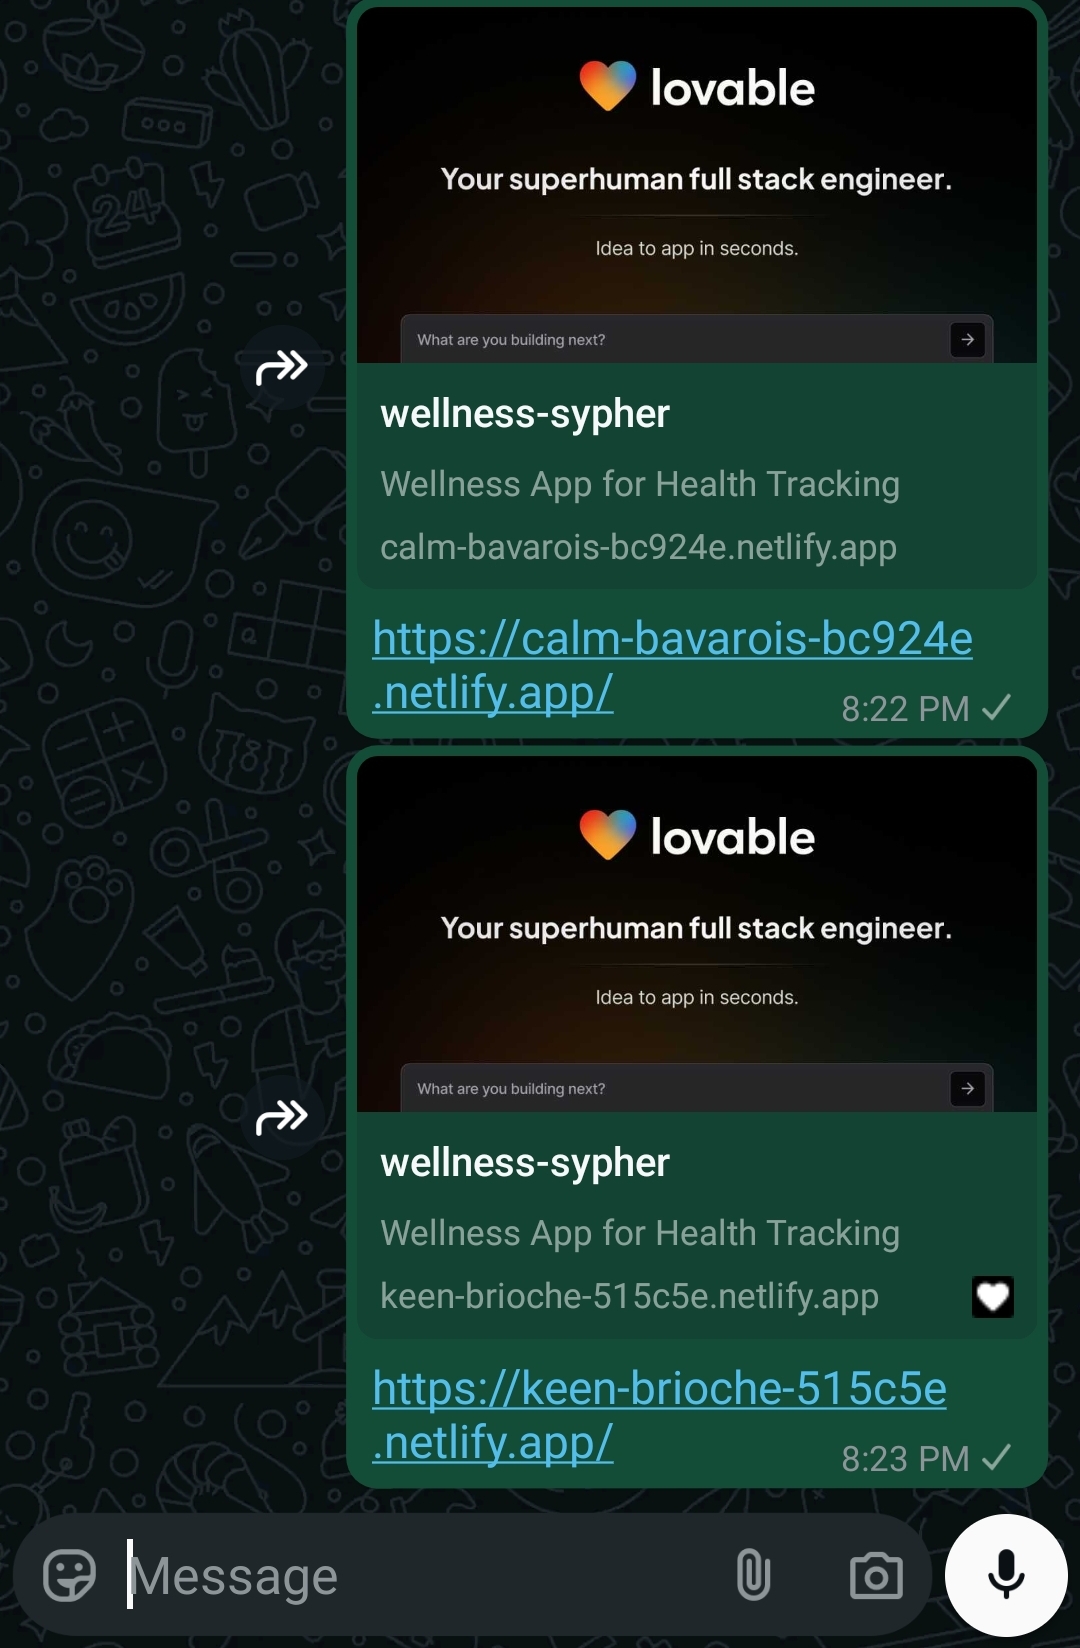 lovable
Your superhuman full stack engineer.
Idea to app in seconds.
What are you building next?
wellness-sypher
Wellness App for Health Tracking
calm-bavarois-bc924e.netlify.app
https://calm-bavarois-bc924e
.netlify.app/
8:22 PM
lovable
Your superhuman full stack engineer.
Idea to app in seconds.
What are you building next?
wellness-sypher
Wellness App for Health Tracking
keen-brioche-515c5e.netlify.app
https://keen-brioche-515c5e
.netlify.app/
8:23 PM
Message